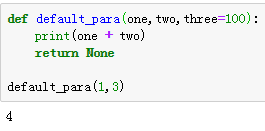 def default_para(one,two,three=100):
    print(one + two)
    return None
default_para(1,3)
4